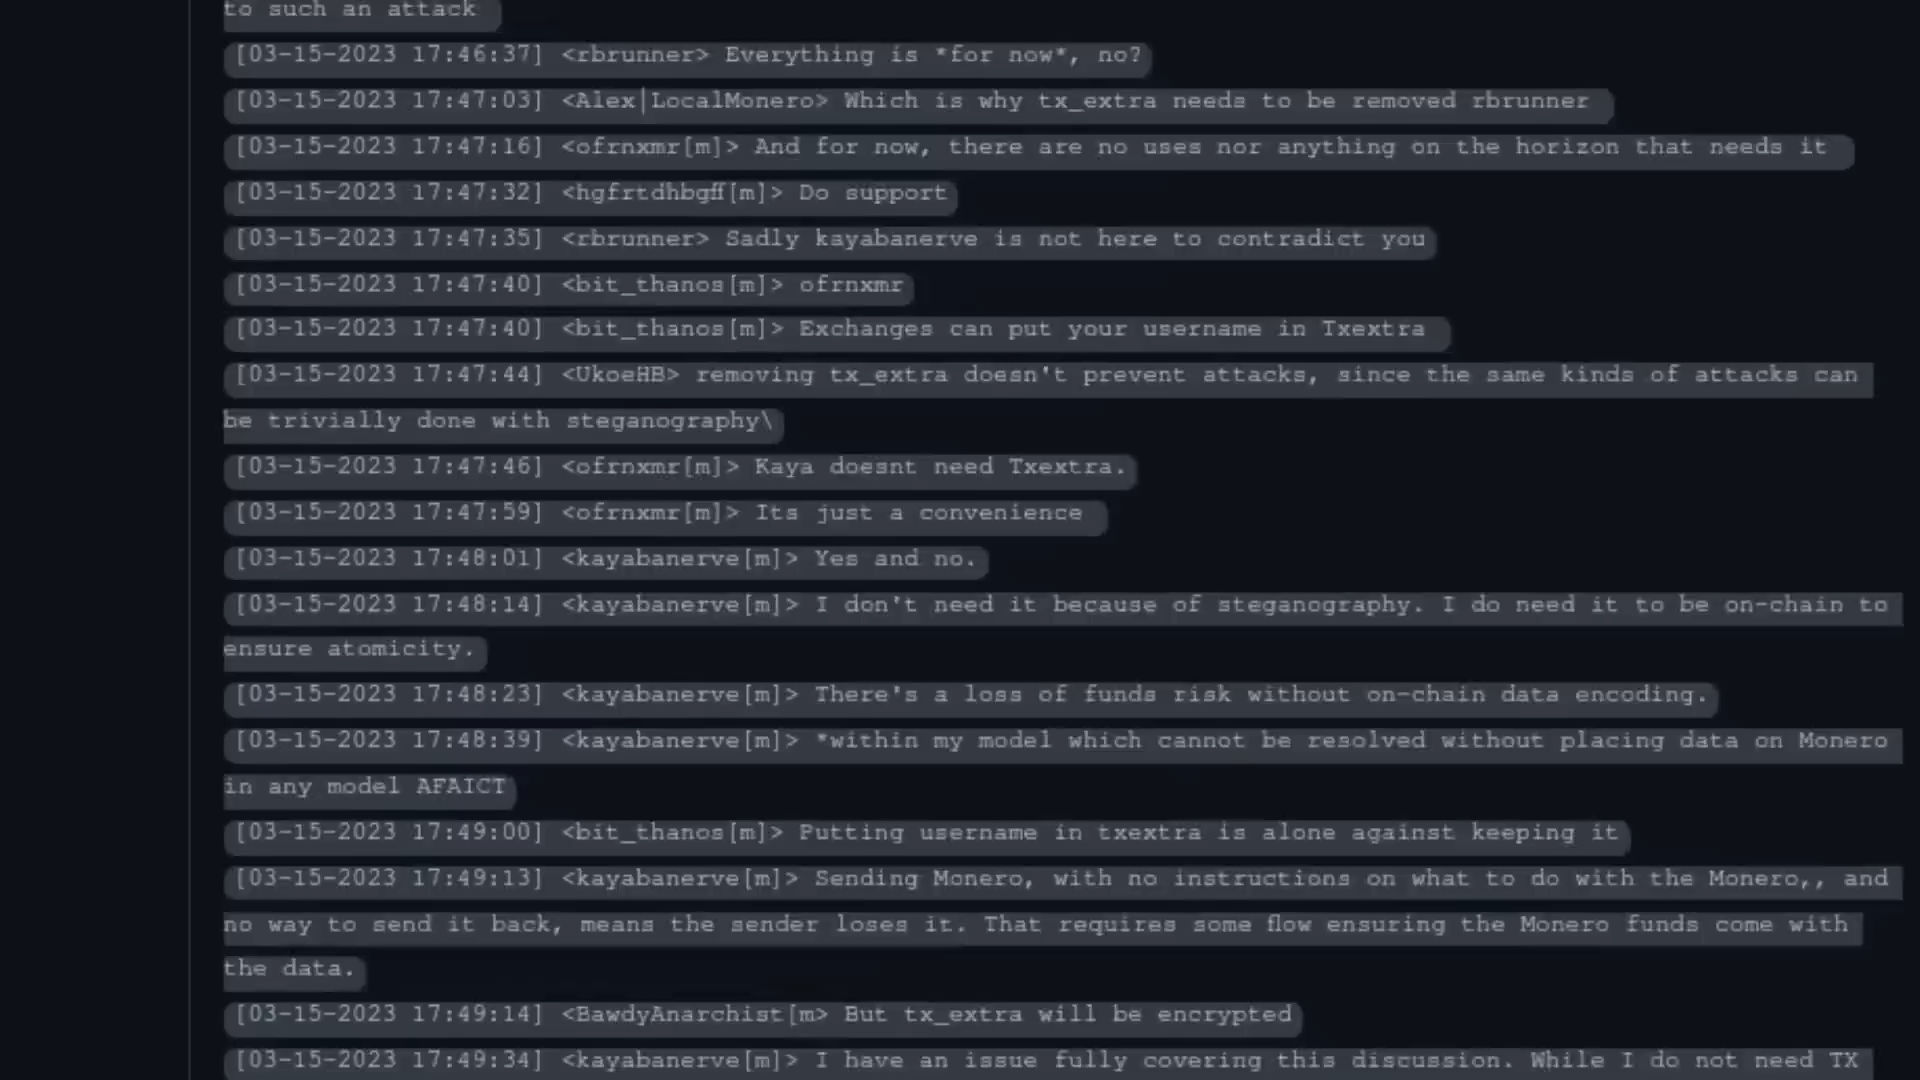 to such an attack
[03-15-2023 17:46:37] <rbrunner> Everything is *for now*, no?
[03-15-2023 17:47:03] <Alex|LocalMonero> Which is why tx_extra needs to be removed rbrunner
[03-15-2023 17:47:16] <ofrnxmr[m]> And for now, there are no uses nor anything on the horizon that needs it
[03-15-2023 17:47:32] <hgfrtdhbgff[m]> Do support
[03-15-2023 17:47:35] <rbrunner> Sadly kayabanerve is not here to contradict you
[03-15-2023 17:47:40] <bit_thanos[m]> ofrnxmr
[03-15-2023 17:47:40] <bit_thanos[m]> Exchanges can put your username in Txextra
[03-15-2023 17:47:44] <UkoeHB> removing tx_extra doesn't prevent attacks, since the same kinds of attacks can
be trivially done with steganography\
[03-15-2023 17:47:46] <ofrnxmr[m]> Kaya doesnt need Txextra.
[03-15-2023 17:47:59] <ofrnxmr[m]> Its just a convenience
[03-15-2023 17:48:01] <kayabanerve[m]> Yes and no.
[03-15-2023 17:48:14] <kayabanerve[m]> I don't need it because of steganography. I do need it to be on-chain to
ensure atomicity.
[03-15-2023 17:48:23] <kayabanerve[m]> There's a loss of funds risk without on-chain data encoding.
[03-15-2023 17:48:39] <kayabanerve[m]> *within my model which cannot be resolved without placing data on Monero
in any model AFAICT
[03-15-2023 17:49:00] <bit_thanos[m]> Putting username in txextra is alone against keeping it
[03-15-2023 17:49:13] <kayabanerve[m]> Sending Monero, with no instructions on what to do with the Monero,, and
no way to send it back, means the sender loses it. That requires some flow ensuring the Monero funds come with
the data.
[03-15-2023 17:49:14] <BawdyAnarchist[m> But tx_extra will be encrypted
[03-15-2023 17:49:34] <kayabanerve[m]> I have an issue fully covering this discussion. While I do not need TX